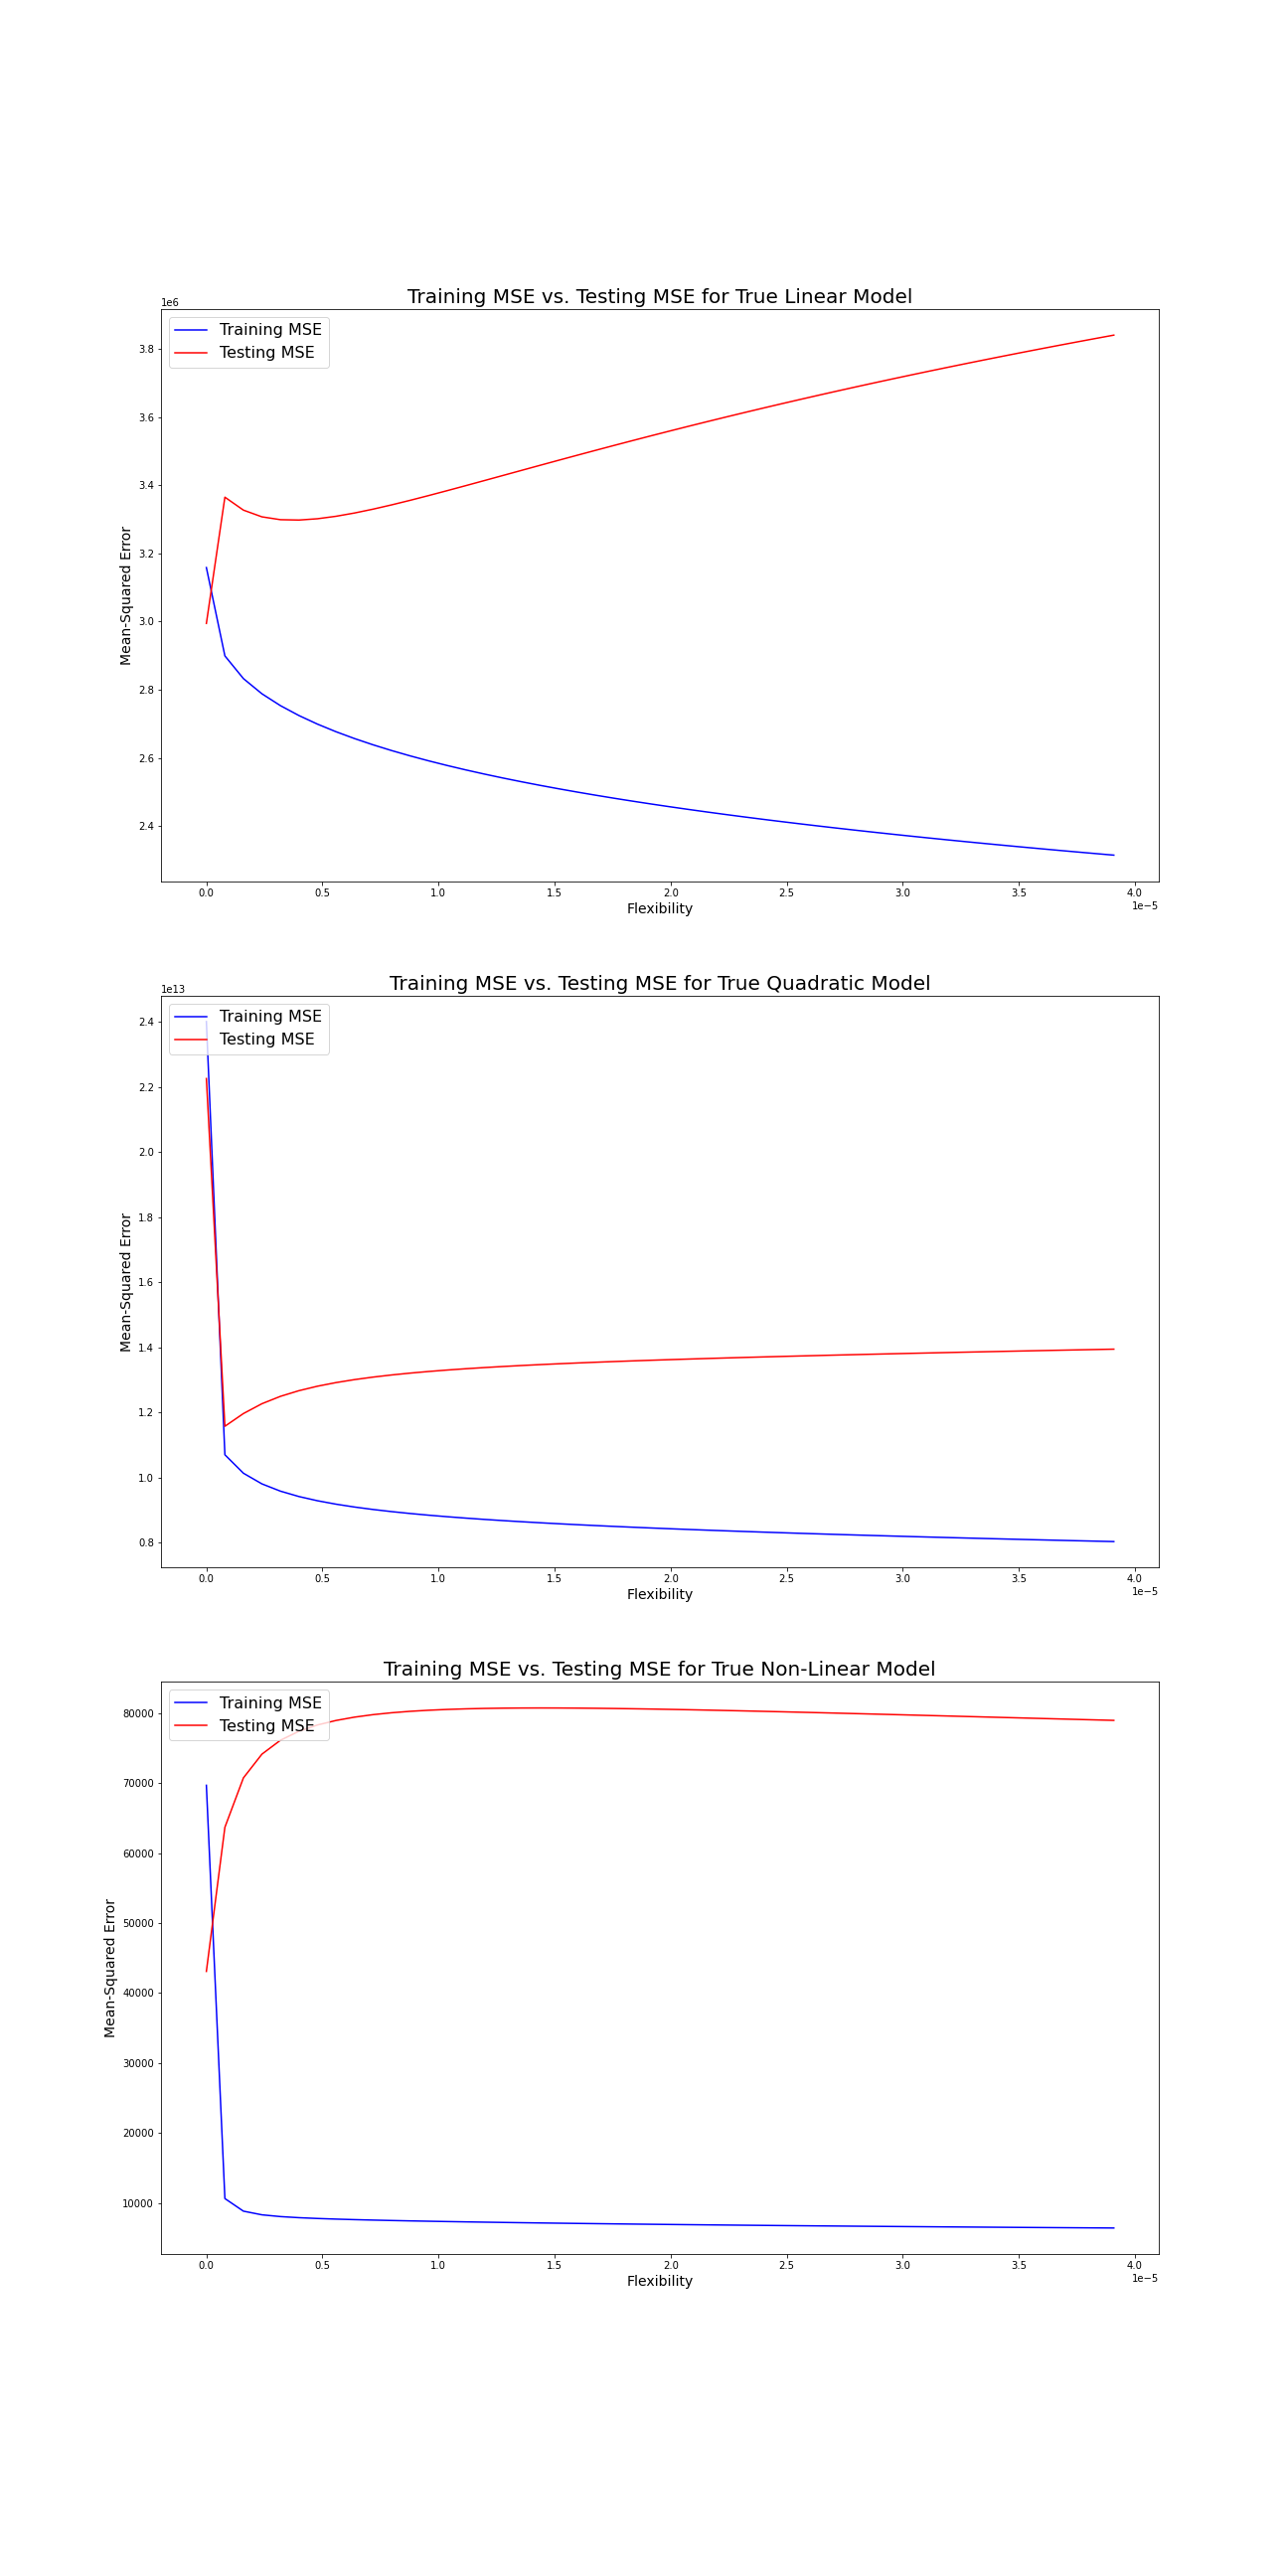 Training MSE vs. Testing MSE for True Linear Model
1e6
Training MSE
Testing MSE
3.8
3.6
3.4
3.2
3.0
2.8
2.6
2.4
Mean-Squared Error
0.0 0.5 1.0 1.5 2.0 2.5 3.0 3.5 4.0
1e−5
Flexibility
Training MSE vs. Testing MSE for True Quadratic Model
1e13
Training MSE
Testing MSE
2.4
2.2
2.0
1.8
1.6
1.4
1.2
1.0
0.8
Mean-Squared Error
0.0 0.5 1.0 1.5 2.0 2.5 3.0 3.5 4.0
1e−5
Flexibility
Training MSE vs. Testing MSE for True Non-Linear Model
Training MSE
Testing MSE
80000
70000
60000
50000
40000
30000
20000
10000
Mean-Squared Error
0.0 0.5 1.0 1.5 2.0 2.5 3.0 3.5 4.0
1e−5
Flexibility